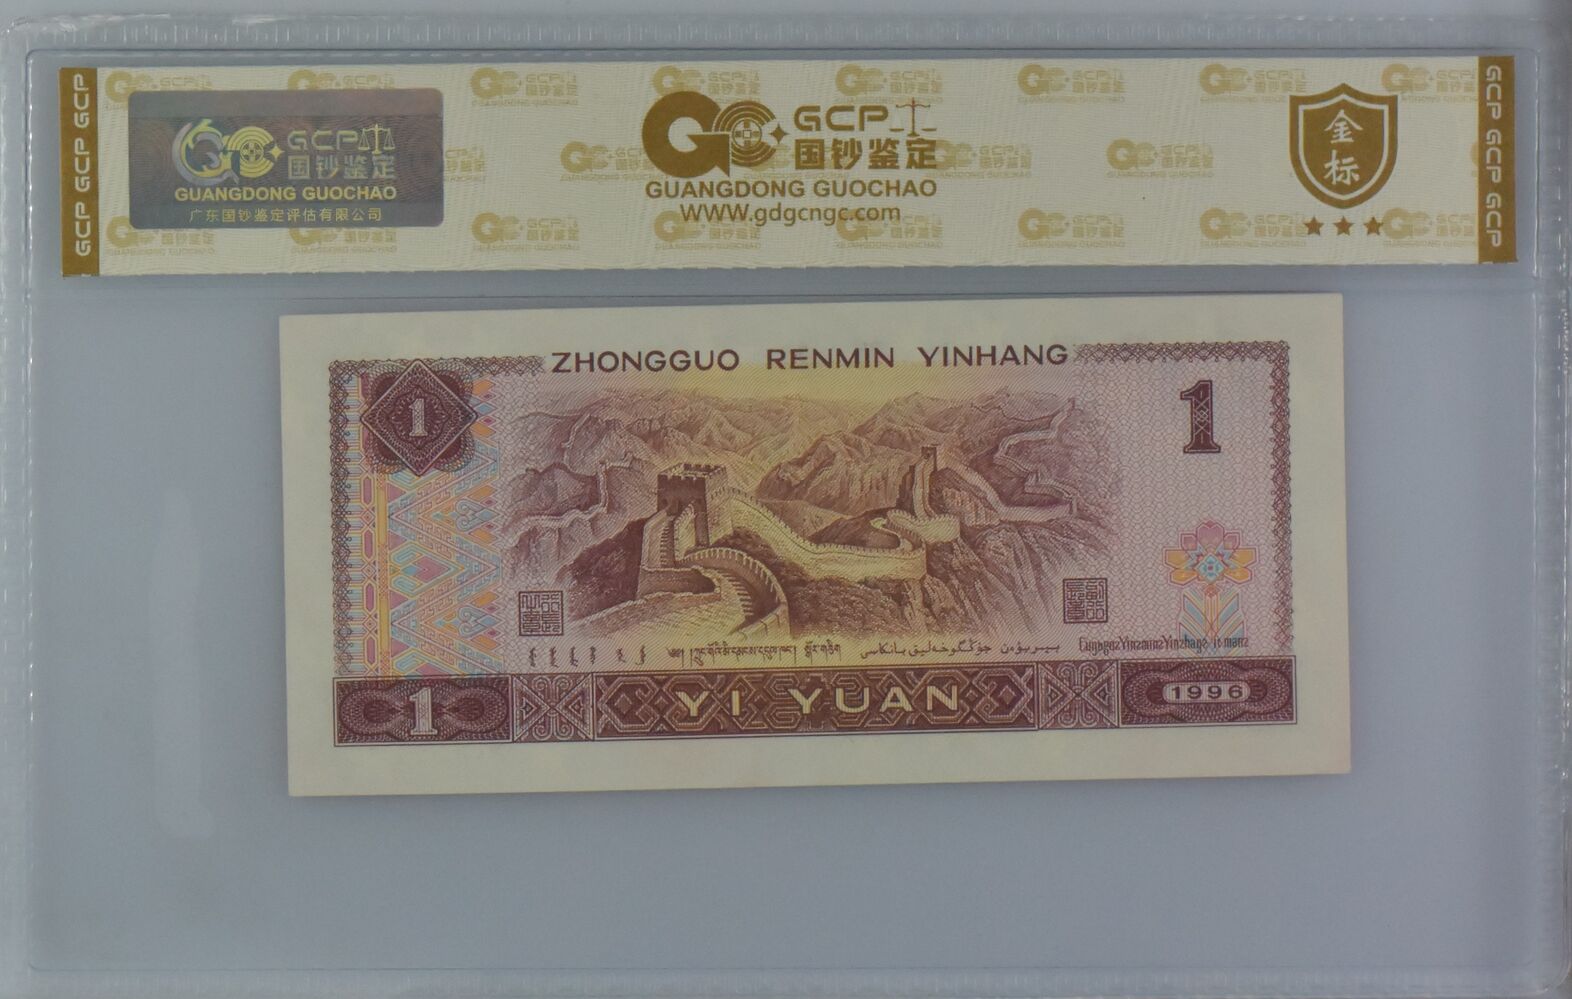 GCP GCP GCP
GCP
国钞鉴定
GUANGDONG GUOCHAO
广东国钞鉴定评估有限公司
GCP
国钞鉴定
GUANGDONG GUOCHAO
WWW.gdgcngc.com
金
标
GCP GCP GCP
ZHONGGUO RENMIN YINHANG
1
1
1
YI YUAN
1996